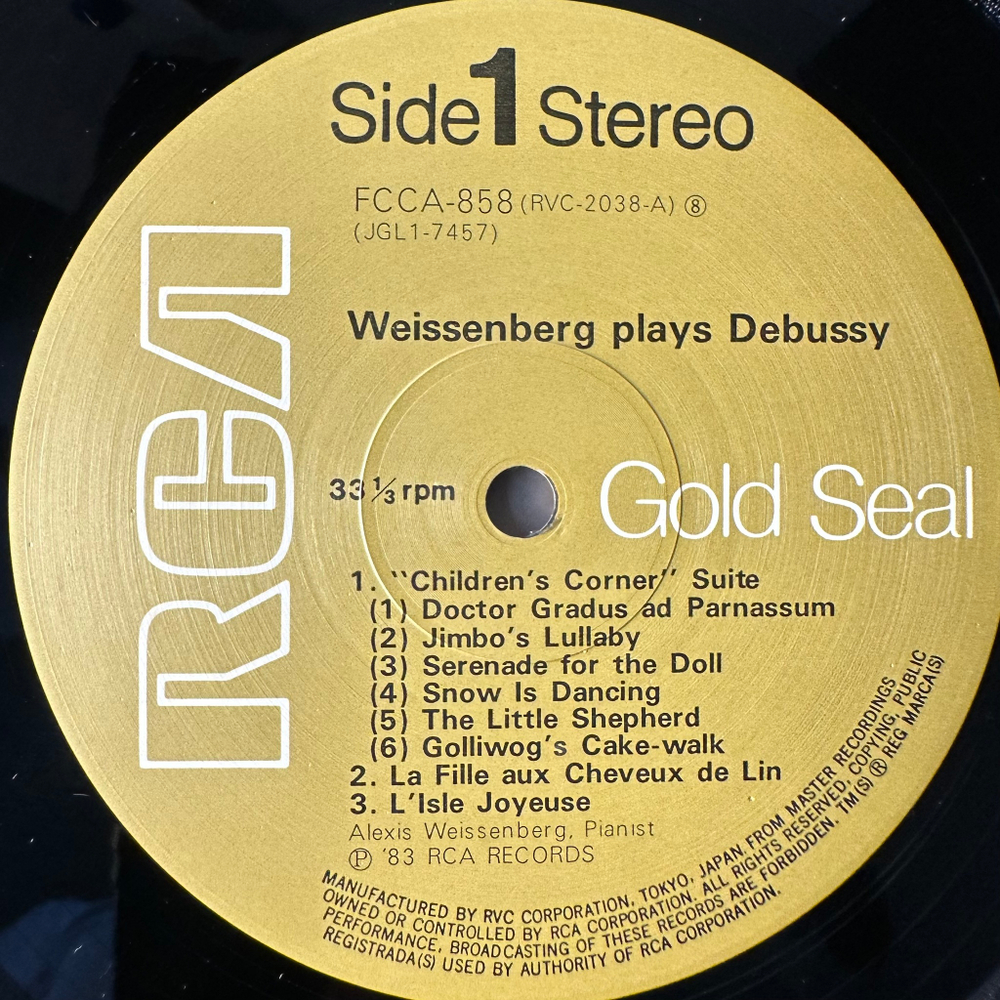 Side 1 Stereo
FCCA-858 (RVC-2038-A) ⑧
(JGL1-7457)
RCA
Weissenberg plays Debussy
33 ⅓ rpm
Gold Seal
1. "Children's Corner" Suite
(1) Doctor Gradus ad Parnassum
(2) Jimbo's Lullaby
(3) Serenade for the Doll
(4) Snow Is Dancing
(5) The Little Shepherd
(6) Golliwog's Cake-walk
2. La Fille aux Cheveux de Lin
3. L'Isle Joyeuse
Alexis Weissenberg, Pianist
Ⓟ '83 RCA RECORDS
MANUFACTURED BY RVC CORPORATION, TOKYO, JAPAN. FROM MASTER RECORDINGS
OWNED OR CONTROLLED BY RCA CORPORATION. ALL RIGHTS RESERVED, COPYING, PUBLIC
PERFORMANCE, BROADCASTING OF THESE RECORDS ARE FORBIDDEN. TM(S) ® REG MARCA(S)
REGISTRADA(S) USED BY AUTHORITY OF RCA CORPORATION.